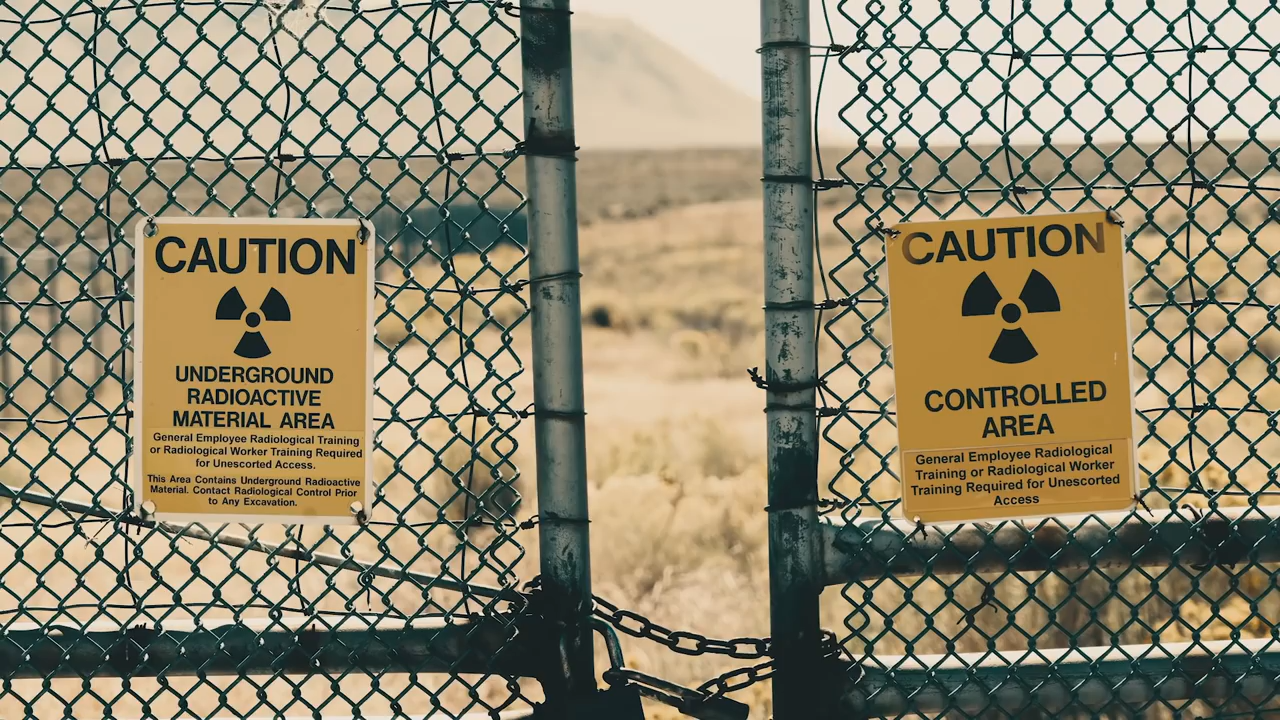 CAUTION
UNDERGROUND
RADIOACTIVE
MATERIAL AREA
General Employee Radiological Training
or Radiological Worker Training Required
for Unescorted Access.
This Area Contains Underground Radioactive
Material. Contact Radiological Control Prior
to Any Excavation.
CAUTION
CONTROLLED
AREA
General Employee Radiological
Training or Radiological Worker
Training Required for Unescorted
Access